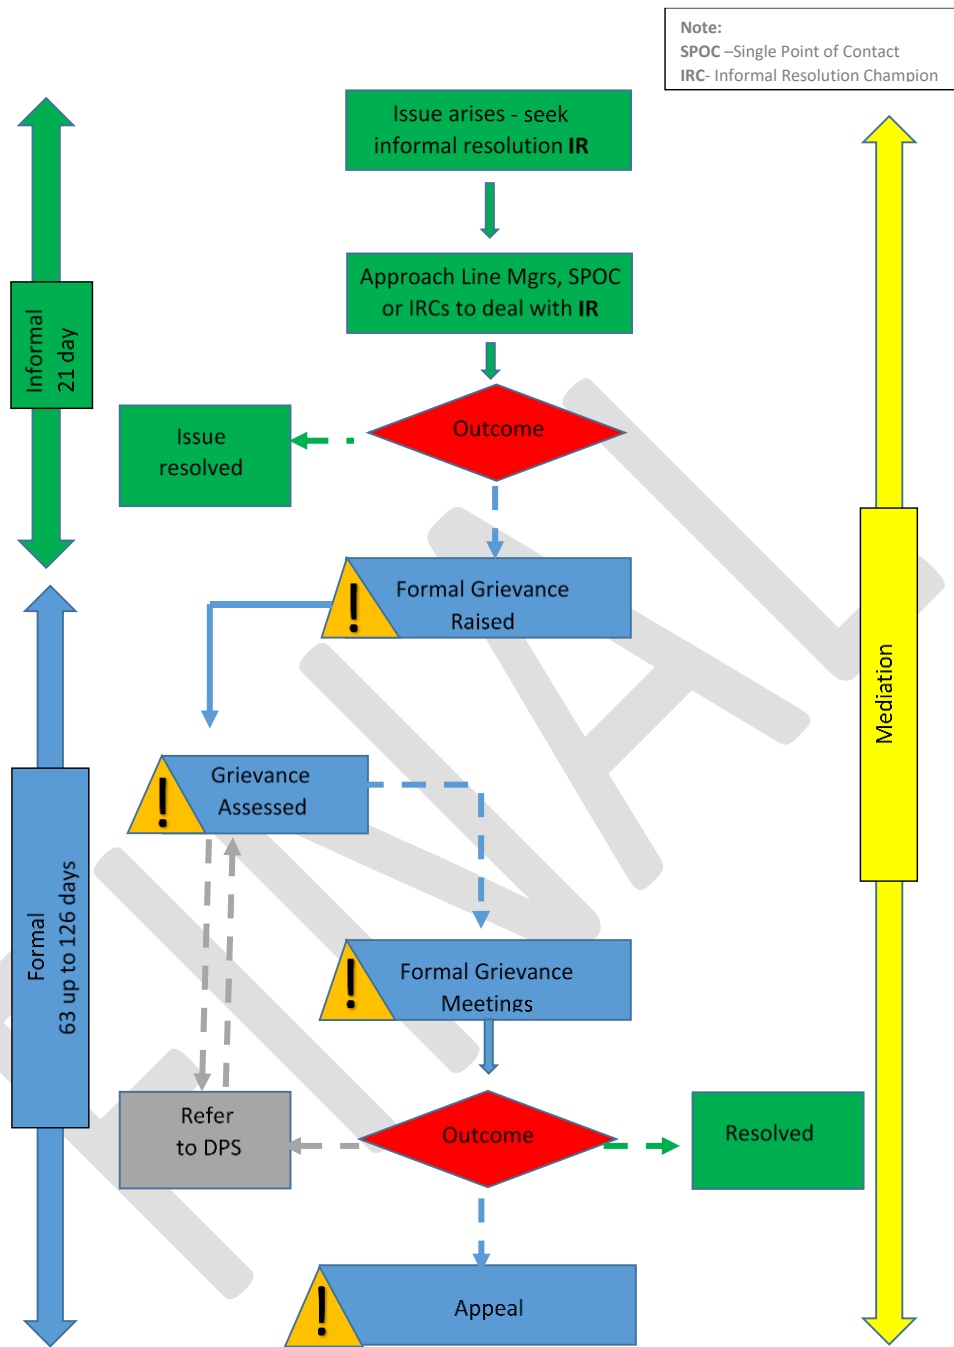 Note:
SPOC –Single Point of Contact
IRC- Informal Resolution Champion
Issue arises - seek
informal resolution IR
Approach Line Mgrs, SPOC
or IRCs to deal with IR
Informal
21 day
Outcome
Issue
resolved
Formal Grievance
Raised
!
Mediation
Grievance
Assessed
!
Formal
63 up to 126 days
Formal Grievance
Meetings
!
Refer
to DPS
Outcome
Resolved
Appeal
!
FINAL